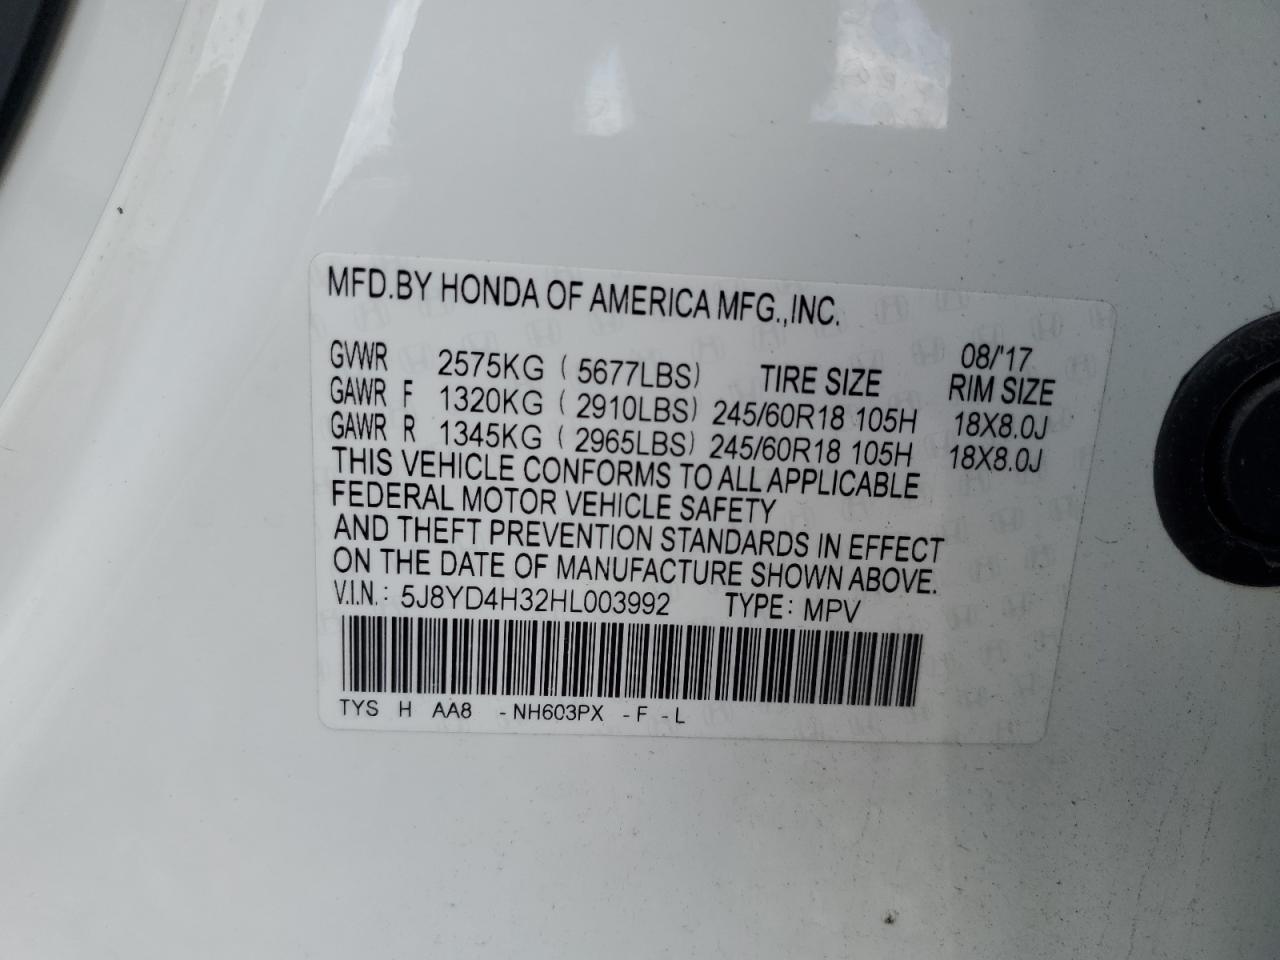 MFD.BY HONDA OF AMERICA MFG.,INC.
08/'17
GVWR 2575KG ( 5677LBS) TIRE SIZE RIM SIZE
GAWR F 1320KG ( 2910LBS) 245/60R18 105H 18X8.0J
GAWR R 1345KG ( 2965LBS) 245/60R18 105H 18X8.0J
THIS VEHICLE CONFORMS TO ALL APPLICABLE
FEDERAL MOTOR VEHICLE SAFETY
AND THEFT PREVENTION STANDARDS IN EFFECT
ON THE DATE OF MANUFACTURE SHOWN ABOVE.
V.I.N.: 5J8YD4H32HL003992 TYPE: MPV
TYS H AA8 -NH603PX -F -L